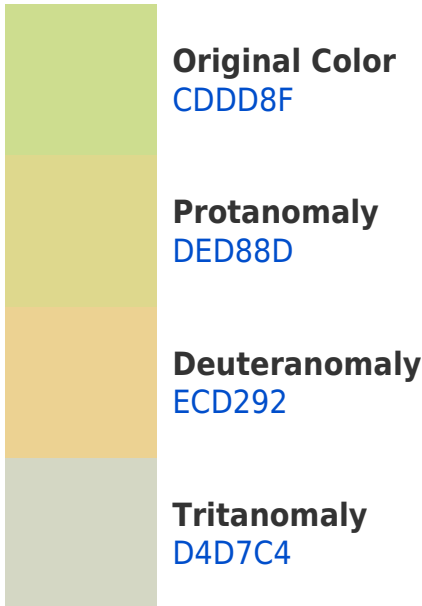 Original Color
CDDD8F
Protanomaly
DED88D
Deuteranomaly
ECD292
Tritanomaly
D4D7C4